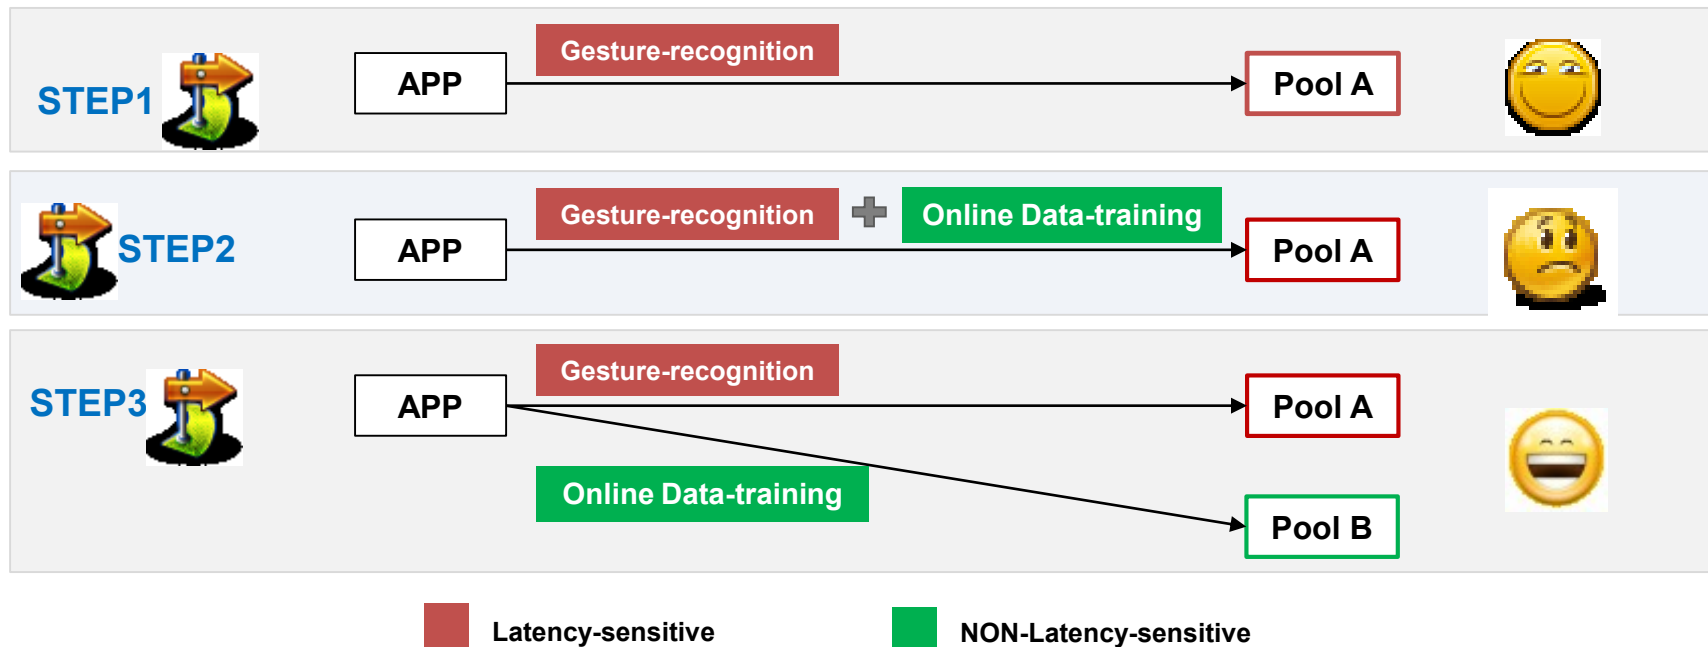 STEP1
APP
Gesture-recognition
Pool A
STEP2
APP
Gesture-recognition
Online Data-training
Pool A
STEP3
APP
Gesture-recognition
Pool A
Online Data-training
Pool B
Latency-sensitive
NON-Latency-sensitive